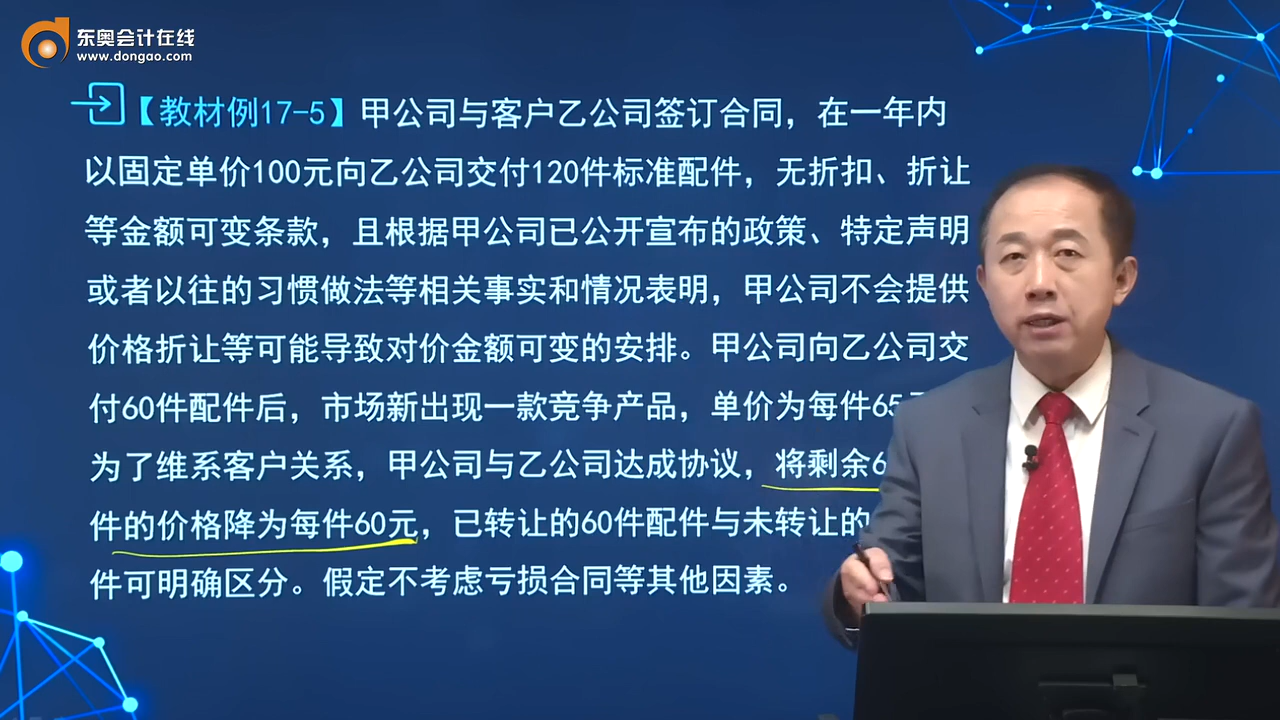 东奥会计在线
www.dongao.com
【教材例17-5】甲公司与客户乙公司签订合同，在一年内
以固定单价100元向乙公司交付120件标准配件，无折扣、折让
等金额可变条款，且根据甲公司已公开宣布的政策、特定声明
或者以往的习惯做法等相关事实和情况表明，甲公司不会提供
价格折让等可能导致对价金额可变的安排。甲公司向乙公司交
付60件配件后，市场新出现一款竞争产品，单价为每件65
为了维系客户关系，甲公司与乙公司达成协议，将剩余6
件的价格降为每件60元，已转让的60件配件与未转让的
件可明确区分。假定不考虑亏损合同等其他因素。